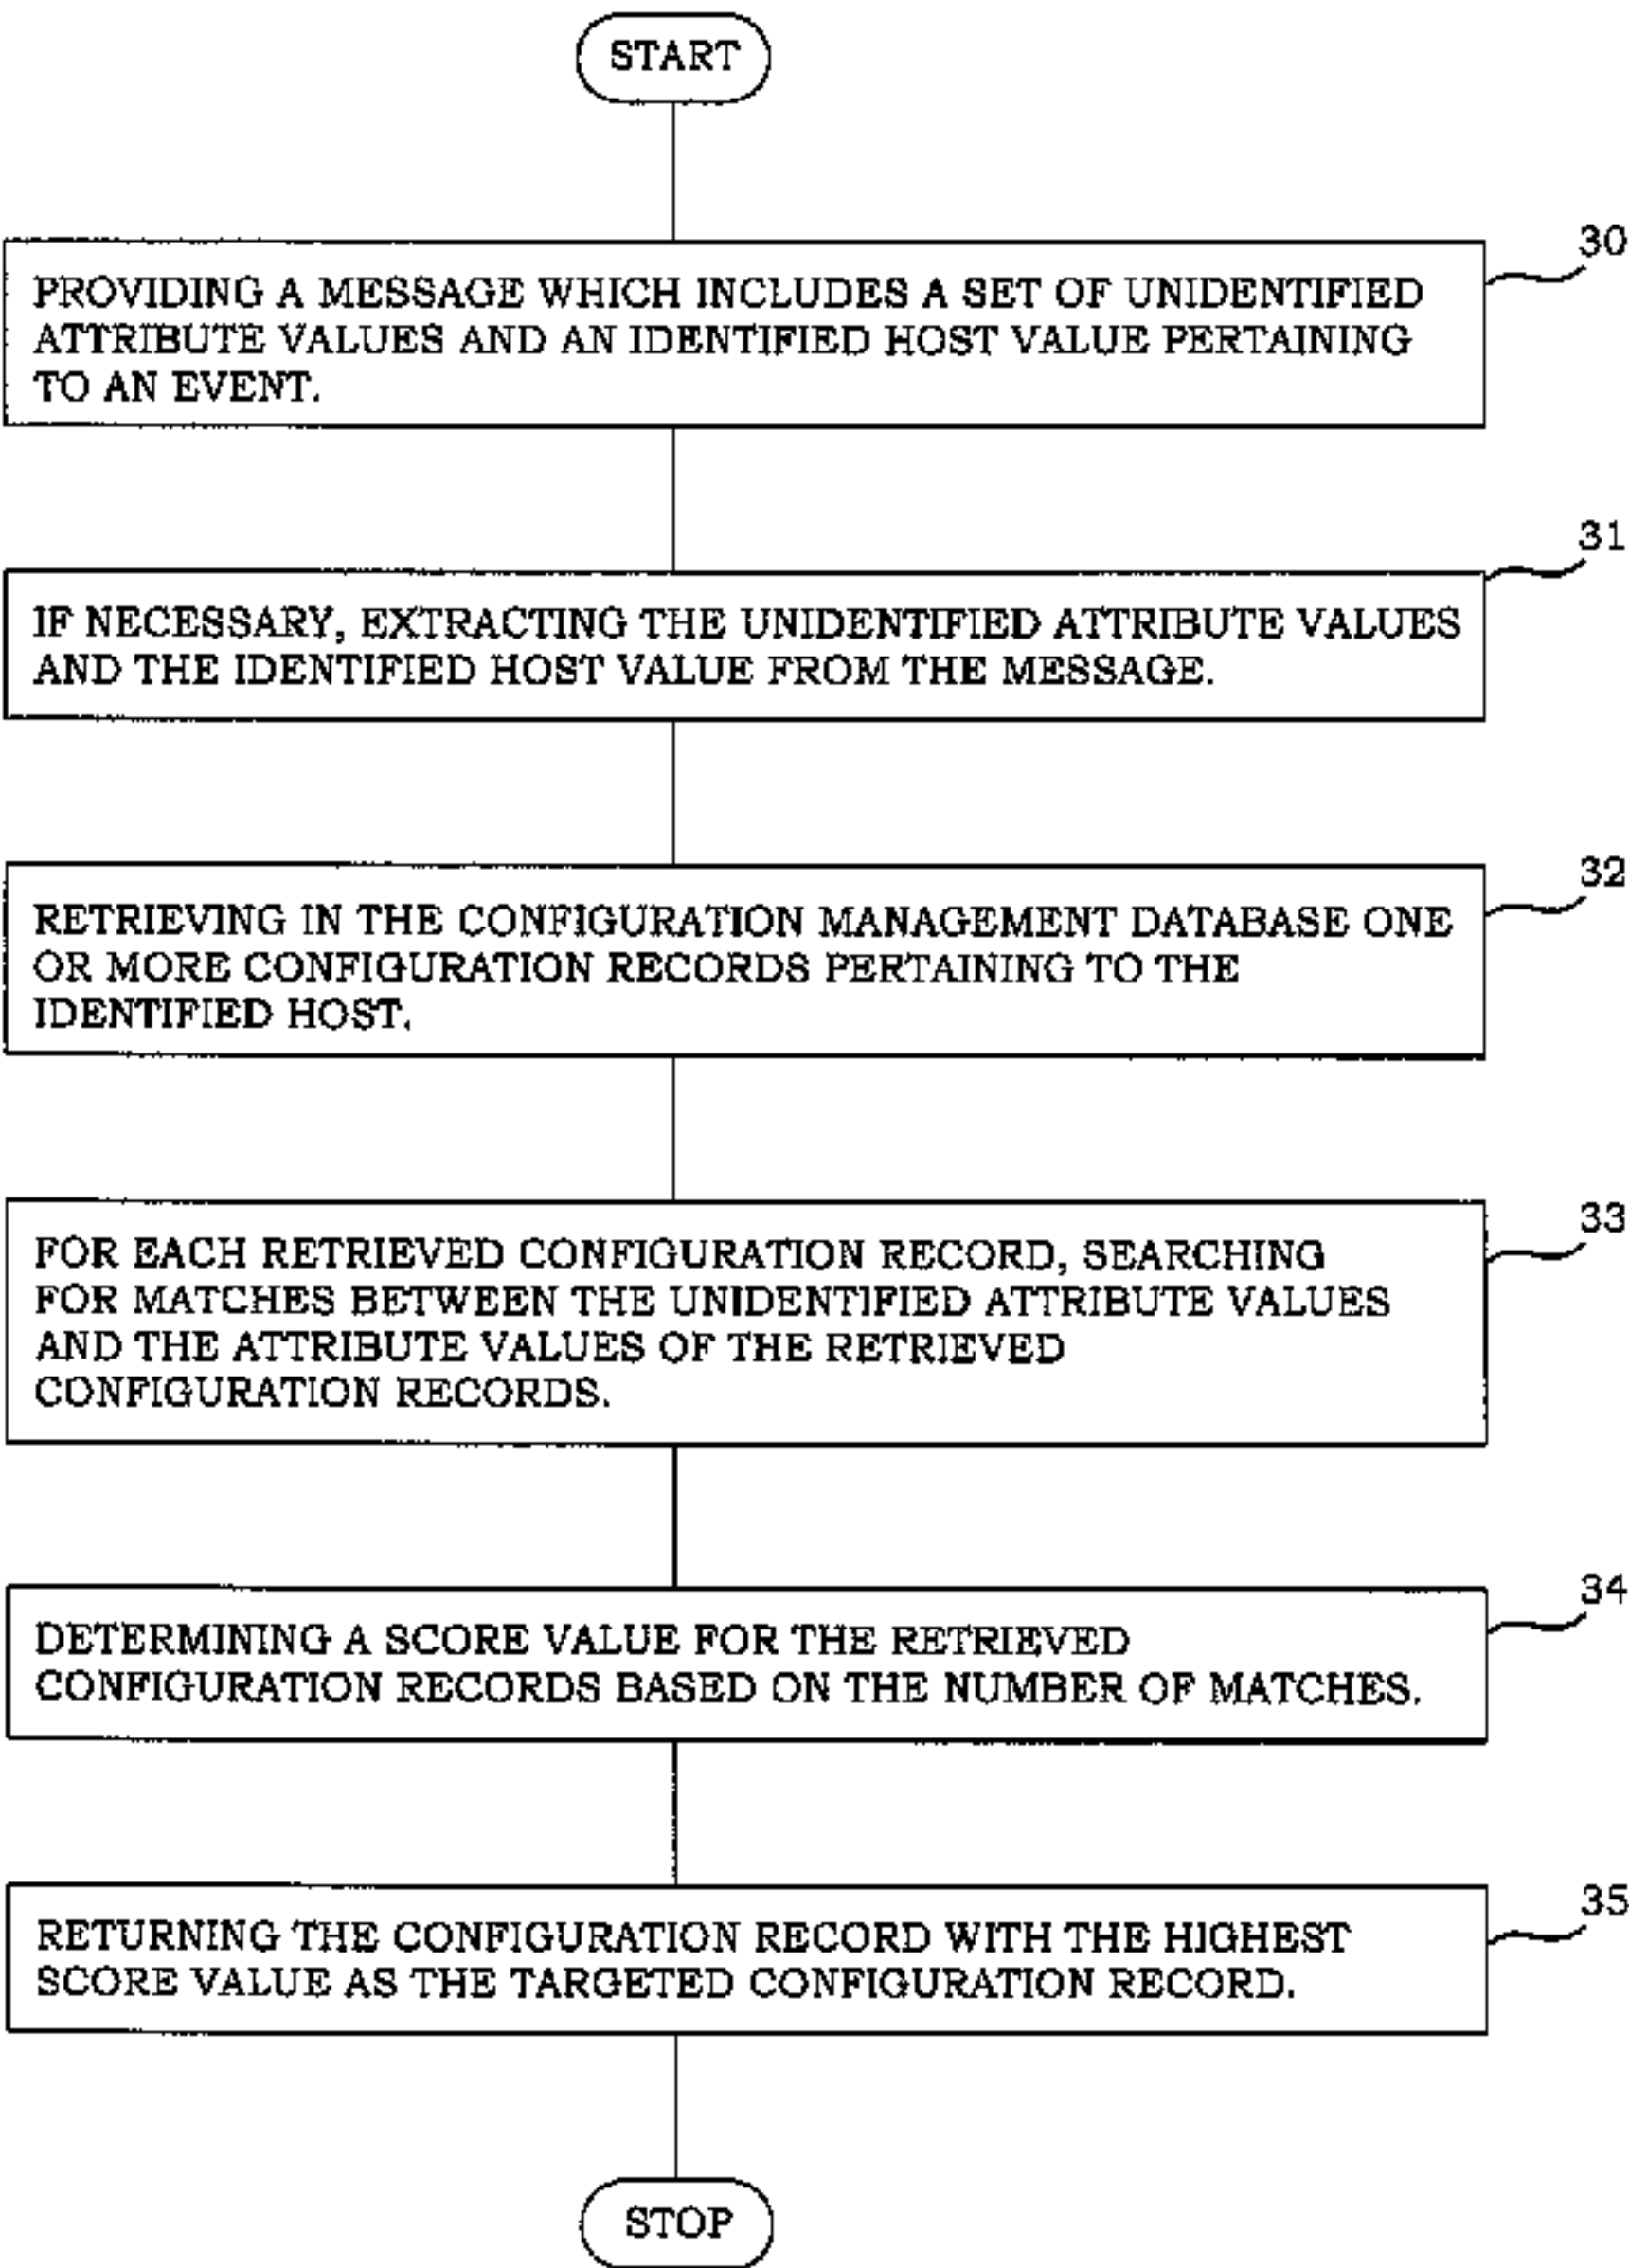 START
30
PROVIDING A MESSAGE WHICH INCLUDES A SET OF UNIDENTIFIED
ATTRIBUTE VALUES AND AN IDENTIFIED HOST VALUE PERTAINING
TO AN EVENT.
31
IF NECESSARY, EXTRACTING THE UNIDENTIFIED ATTRIBUTE VALUES
AND THE IDENTIFIED HOST VALUE FROM THE MESSAGE.
32
RETRIEVING IN THE CONFIGURATION MANAGEMENT DATABASE ONE
OR MORE CONFIGURATION RECORDS PERTAINING TO THE
IDENTIFIED HOST.
33
FOR EACH RETRIEVED CONFIGURATION RECORD, SEARCHING
FOR MATCHES BETWEEN THE UNIDENTIFIED ATTRIBUTE VALUES
AND THE ATTRIBUTE VALUES OF THE RETRIEVED
CONFIGURATION RECORDS.
34
DETERMINING A SCORE VALUE FOR THE RETRIEVED
CONFIGURATION RECORDS BASED ON THE NUMBER OF MATCHES.
35
RETURNING THE CONFIGURATION RECORD WITH THE HIGHEST
SCORE VALUE AS THE TARGETED CONFIGURATION RECORD.
STOP